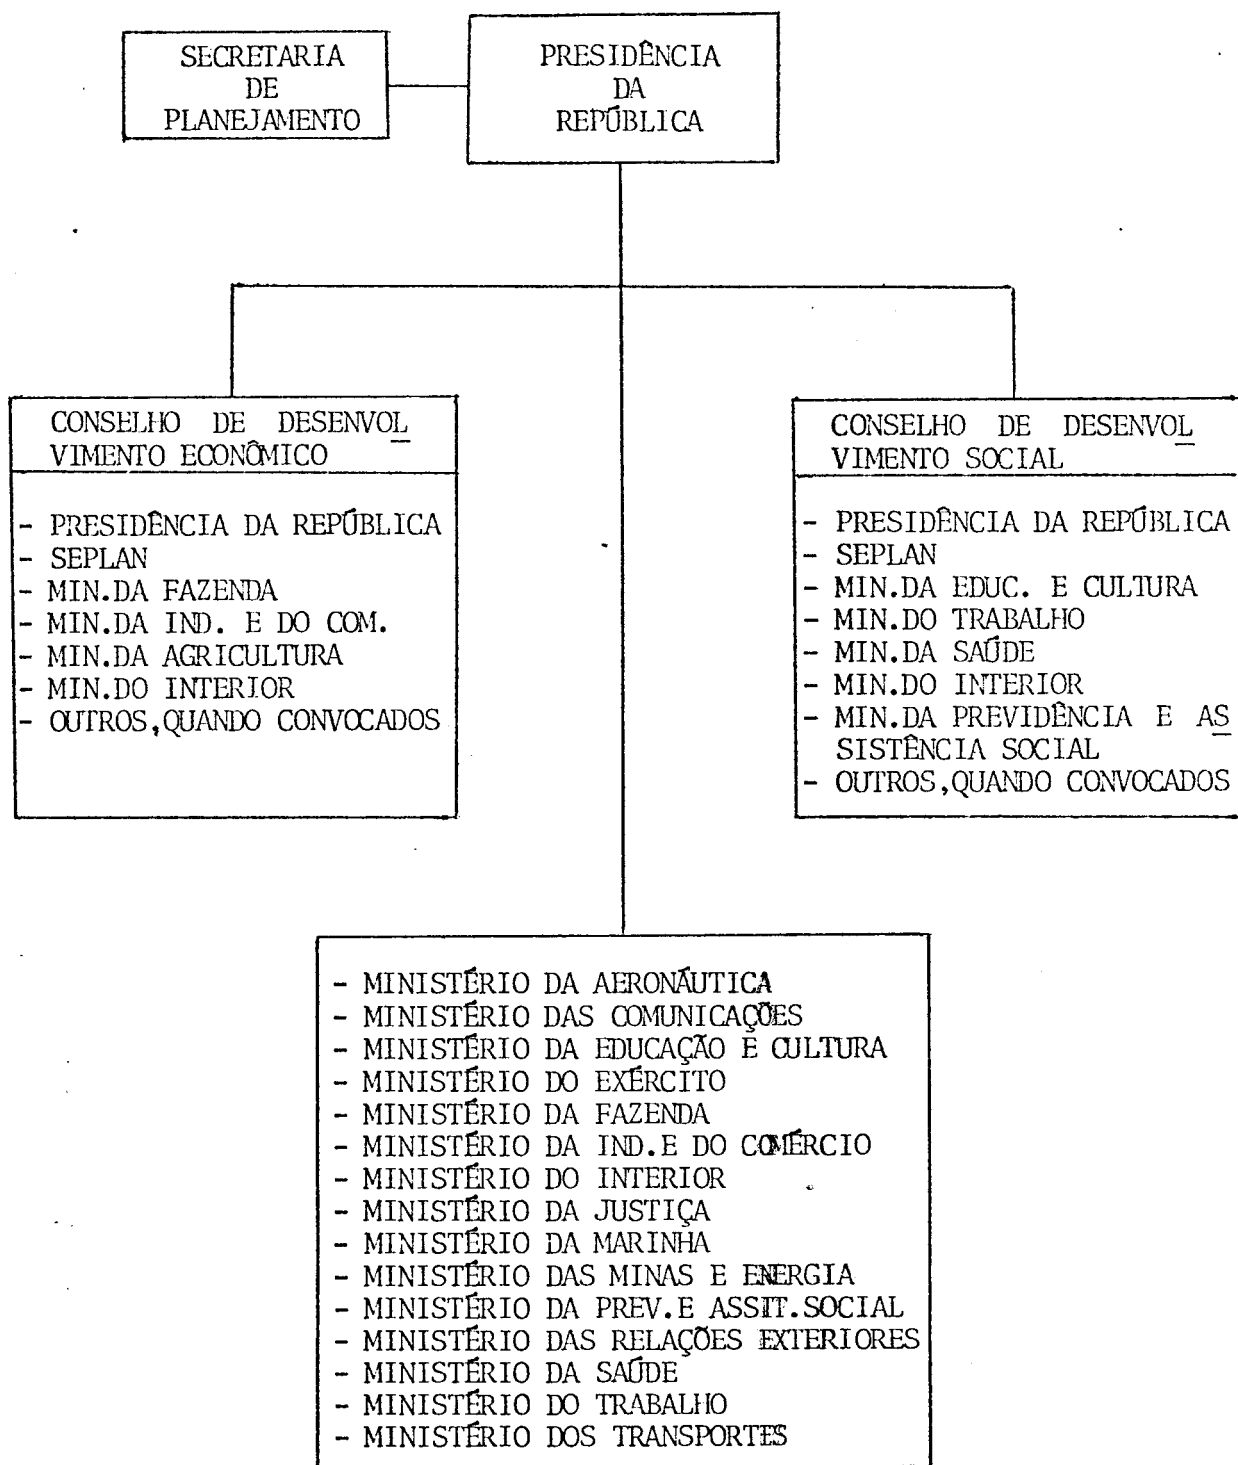 SECRETARIA
DE
PLANEJAMENTO
PRESIDÊNCIA
DA
REPÚBLICA
CONSELHO DE DESENVOL
VIMENTO ECONÔMICO
- PRESIDÊNCIA DA REPÚBLICA
- SEPLAN
- MIN.DA FAZENDA
- MIN.DA IND. E DO COM.
- MIN.DA AGRICULTURA
- MIN.DO INTERIOR
- OUTROS,QUANDO CONVOCADOS
CONSELHO DE DESENVOL
VIMENTO SOCIAL
- PRESIDÊNCIA DA REPÚBLICA
- SEPLAN
- MIN.DA EDUC. E CULTURA
- MIN.DO TRABALHO
- MIN.DA SAÚDE
- MIN.DO INTERIOR
- MIN.DA PREVIDÊNCIA E AS
SISTÊNCIA SOCIAL
- OUTROS,QUANDO CONVOCADOS
- MINISTÉRIO DA AERONÁUTICA
- MINISTÉRIO DAS COMUNICAÇÕES
- MINISTÉRIO DA EDUCAÇÃO E CULTURA
- MINISTÉRIO DO EXÉRCITO
- MINISTÉRIO DA FAZENDA
- MINISTÉRIO DA IND.E DO COMÉRCIO
- MINISTÉRIO DO INTERIOR
- MINISTÉRIO DA JUSTIÇA
- MINISTÉRIO DA MARINHA
- MINISTÉRIO DAS MINAS E ENERGIA
- MINISTÉRIO DA PREV.E ASSIT.SOCIAL
- MINISTÉRIO DAS RELAÇÕES EXTERIORES
- MINISTÉRIO DA SAÚDE
- MINISTÉRIO DO TRABALHO
- MINISTÉRIO DOS TRANSPORTES